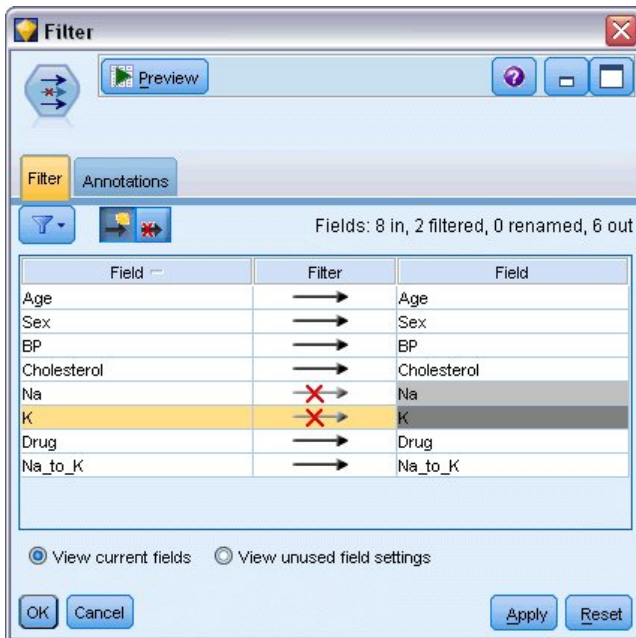 Filter
Preview
Filter
Annotations
Fields: 8 in, 2 filtered, 0 renamed, 6 out
Field Filter Field
Age Age
Sex Sex
BP BP
Cholesterol Cholesterol
Na Na
K K
Drug Drug
Na_to_K Na_to_K
View current fields View unused field settings
OK Cancel Apply Reset